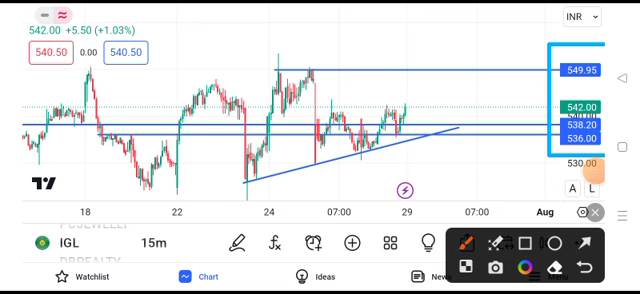 INR
542.00 +5.50 (+1.03%)
540.50 0.00 540.50
549.95
542.00
538.20
536.00
530.00
A L
18 22 24 07:00 29 07:00 Aug
IGL 15m
Watchlist Chart Ideas News